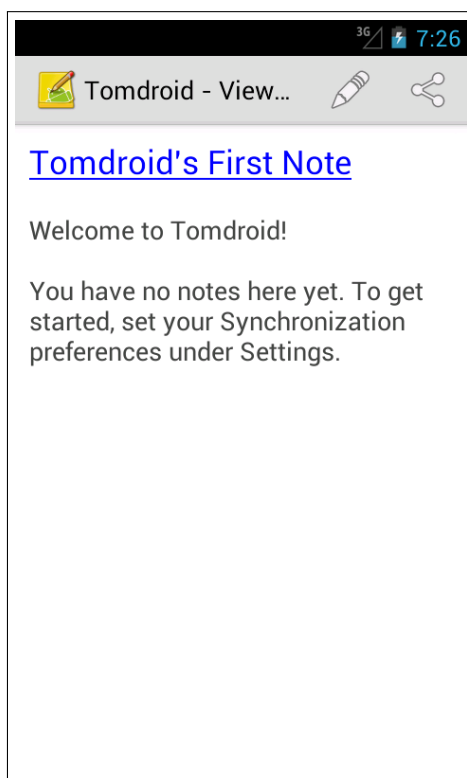 3G 7:26
Tomdroid - View...
Tomdroid's First Note
Welcome to Tomdroid!
You have no notes here yet. To get
started, set your Synchronization
preferences under Settings.